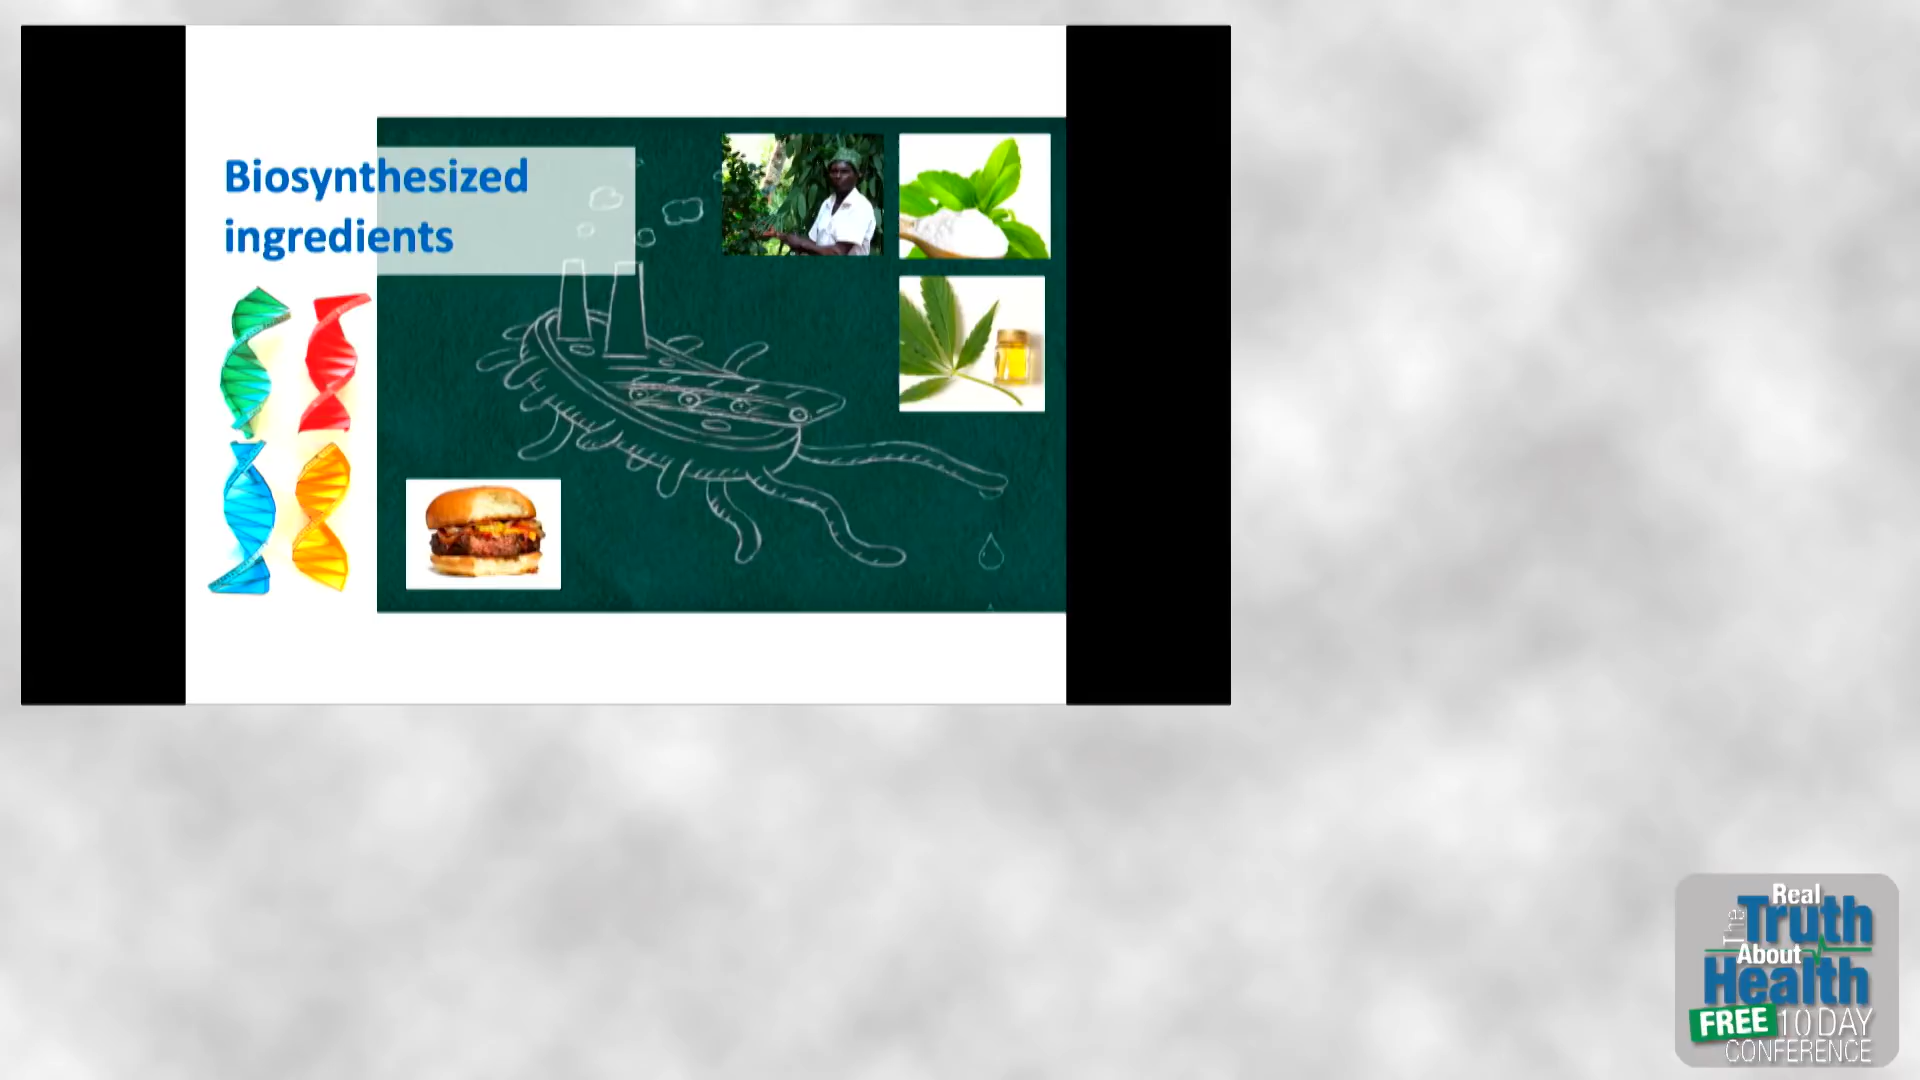 Biosynthesized
ingredients
The Real
Truth
About
Health
FREE 10 DAY
CONFERENCE